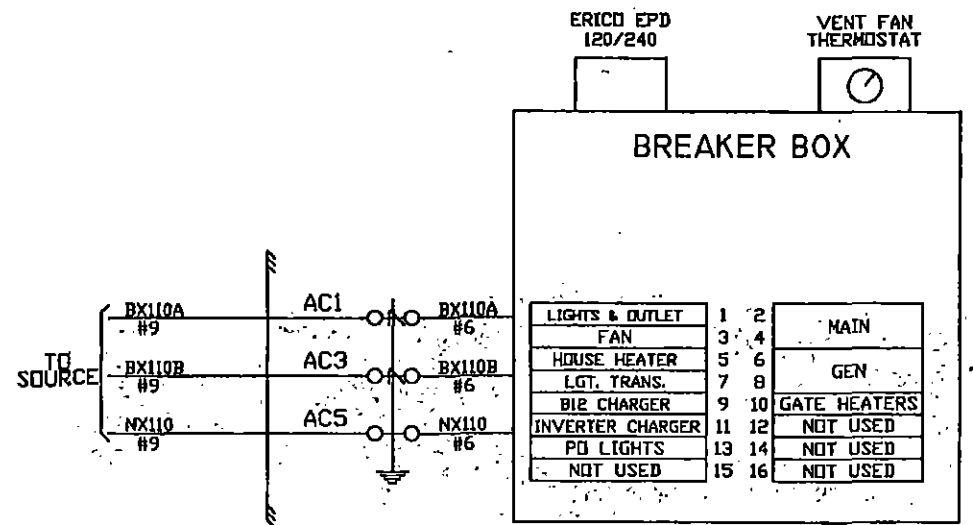 ERICO EPD
120/240
VENT FAN
THERMOSTAT
BREAKER BOX
TO
SOURCE
BX110A
#9
AC1
BX110A
#6
BX110B
#9
AC3
BX110B
#6
NX110
#9
AC5
NX110
#6
LIGHTS & OUTLET 1 2 MAIN
FAN 3 4
HOUSE HEATER 5 6 GEN
LGT. TRANS. 7 8
B12 CHARGER 9 10 GATE HEATERS
INVERTER CHARGER 11 12 NOT USED
PO LIGHTS 13 14 NOT USED
NOT USED 15 16 NOT USED